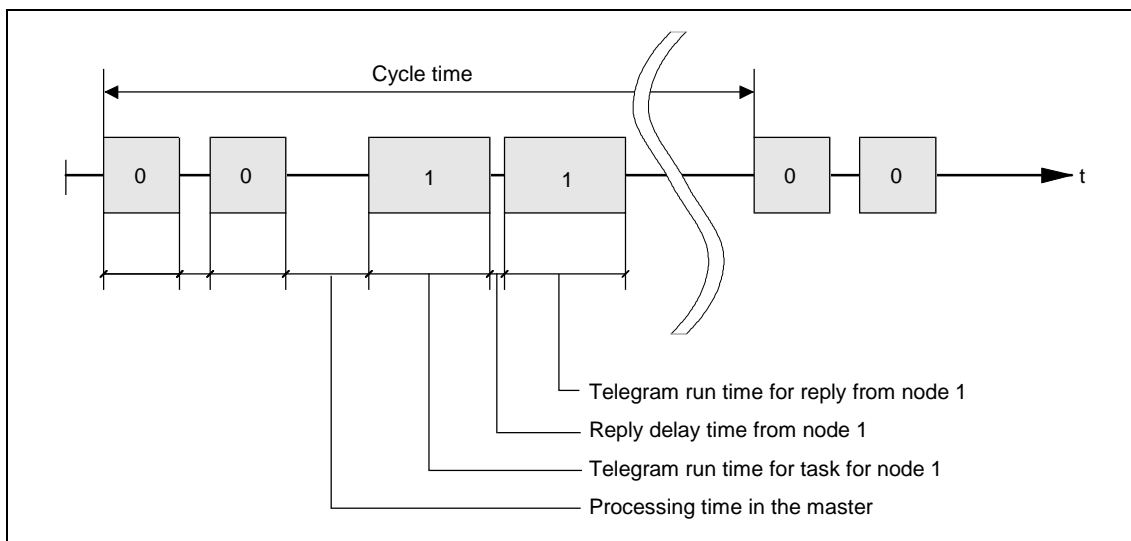 Cycle time
0 0 1 1 0 0 t
Telegram run time for reply from node 1
Reply delay time from node 1
Telegram run time for task for node 1
Processing time in the master